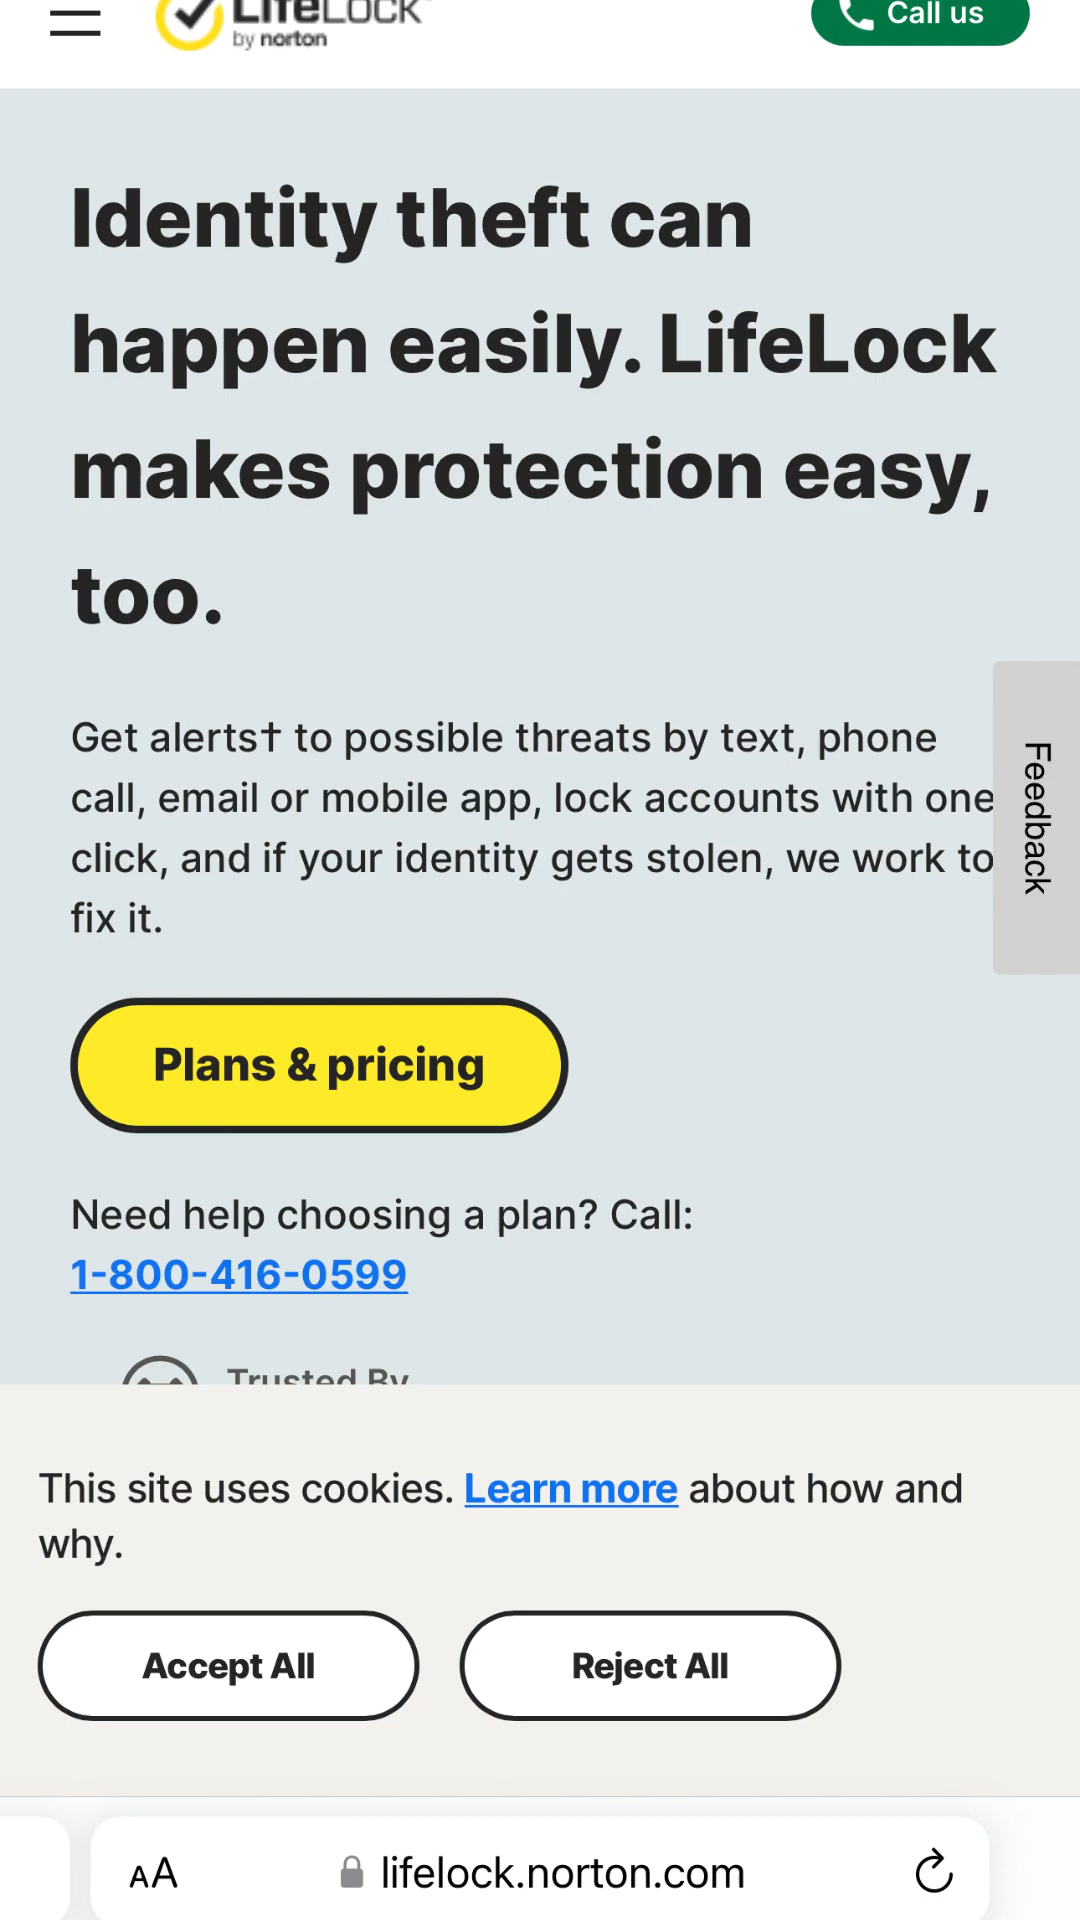 LifeLock
by norton
Call us
Identity theft can
happen easily. LifeLock
makes protection easy,
too.
Get alerts† to possible threats by text, phone
call, email or mobile app, lock accounts with one
click, and if your identity gets stolen, we work to
fix it.
Feedback
Plans & pricing
Need help choosing a plan? Call:
1-800-416-0599
Trusted By
This site uses cookies. Learn more about how and
why.
Accept All
Reject All
AA
lifelock.norton.com